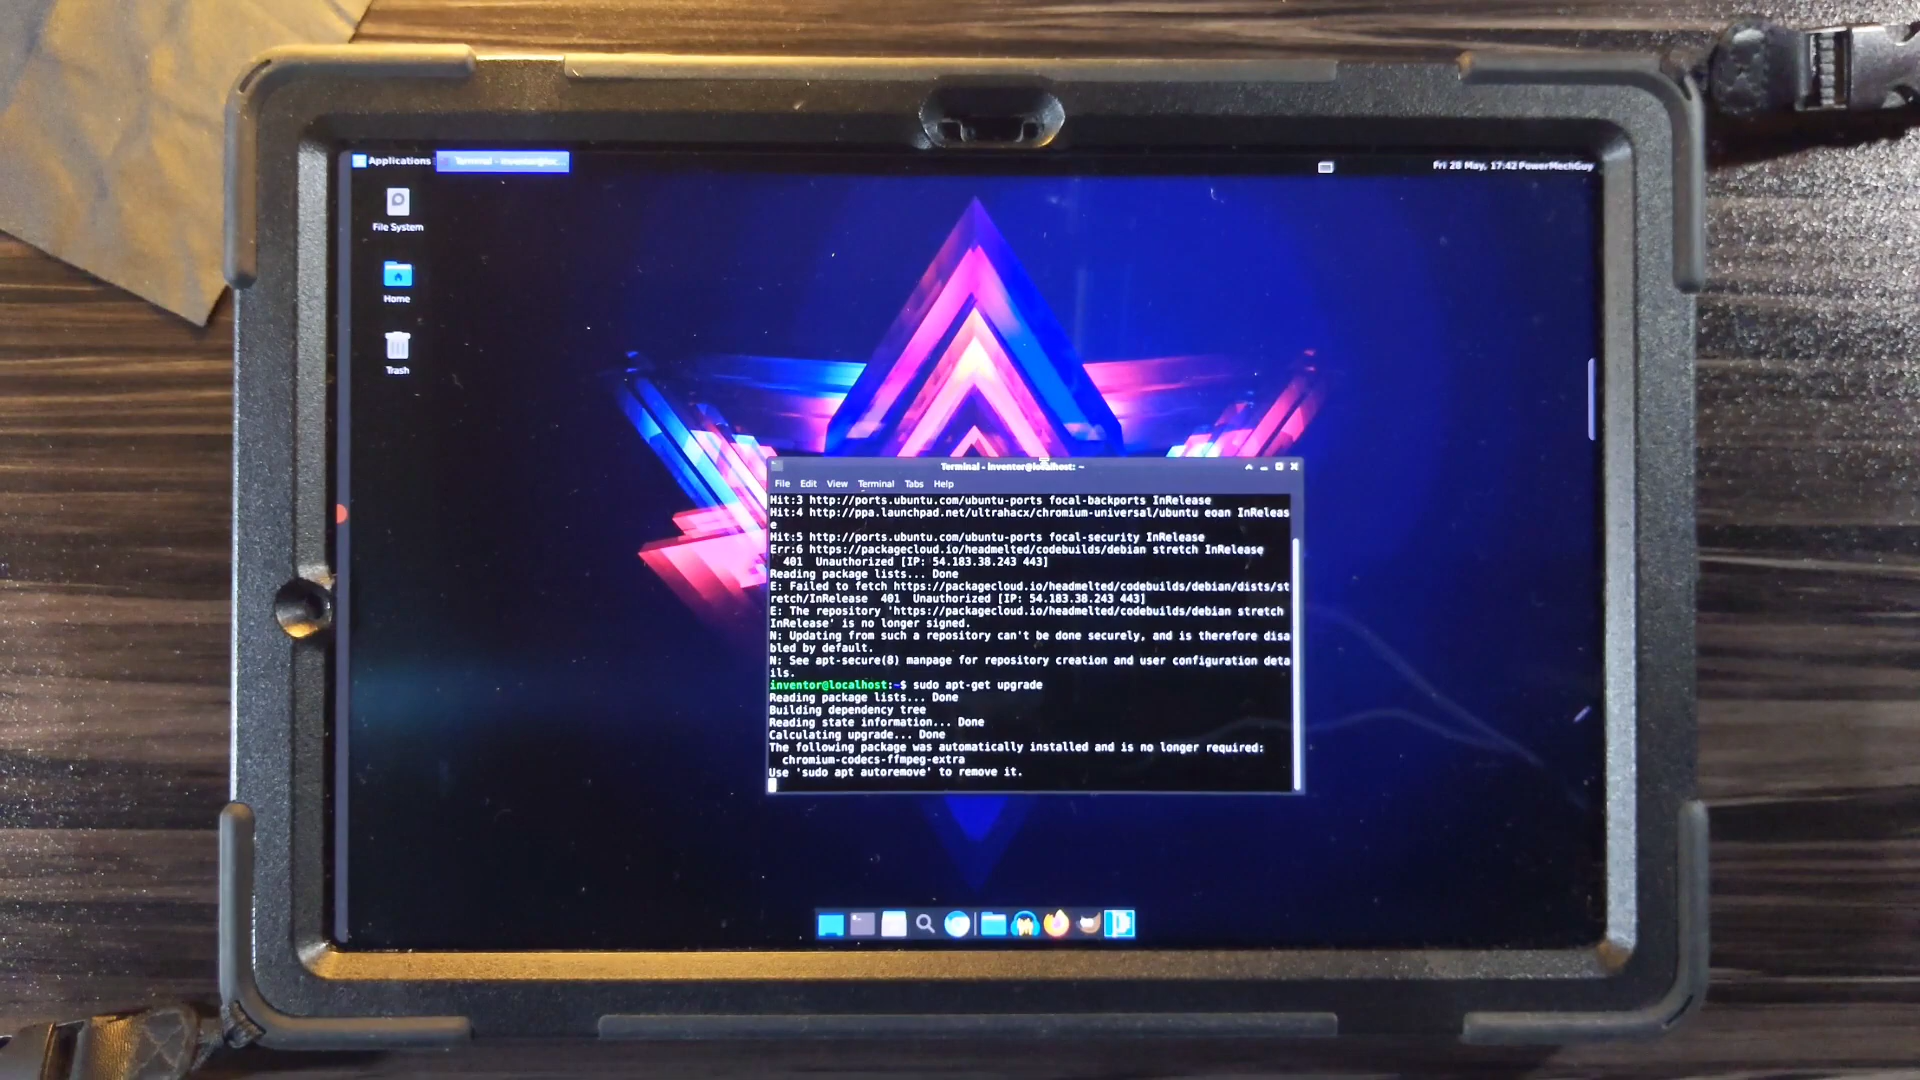 Applications
Terminal - inventor@loc...
Fri 28 May, 17:42 PowerMechGuy
File System
Home
Trash
Terminal - inventor@localhost: ~
File Edit View Terminal Tabs Help
Hit:3 http://ports.ubuntu.com/ubuntu-ports focal-backports InRelease
Hit:4 http://ppa.launchpad.net/ultrahacx/chromium-universal/ubuntu eoan InReleas
e
Hit:5 http://ports.ubuntu.com/ubuntu-ports focal-security InRelease
Err:6 https://packagecloud.io/headmelted/codebuilds/debian stretch InRelease
401 Unauthorized [IP: 54.183.38.243 443]
Reading package lists... Done
E: Failed to fetch https://packagecloud.io/headmelted/codebuilds/debian/dists/st
retch/InRelease 401 Unauthorized [IP: 54.183.38.243 443]
E: The repository 'https://packagecloud.io/headmelted/codebuilds/debian stretch
InRelease' is no longer signed.
N: Updating from such a repository can't be done securely, and is therefore disa
bled by default.
N: See apt-secure(8) manpage for repository creation and user configuration deta
ils.
inventor@localhost:~$ sudo apt-get upgrade
Reading package lists... Done
Building dependency tree
Reading state information... Done
Calculating upgrade... Done
The following package was automatically installed and is no longer required:
chromium-codecs-ffmpeg-extra
Use 'sudo apt autoremove' to remove it.